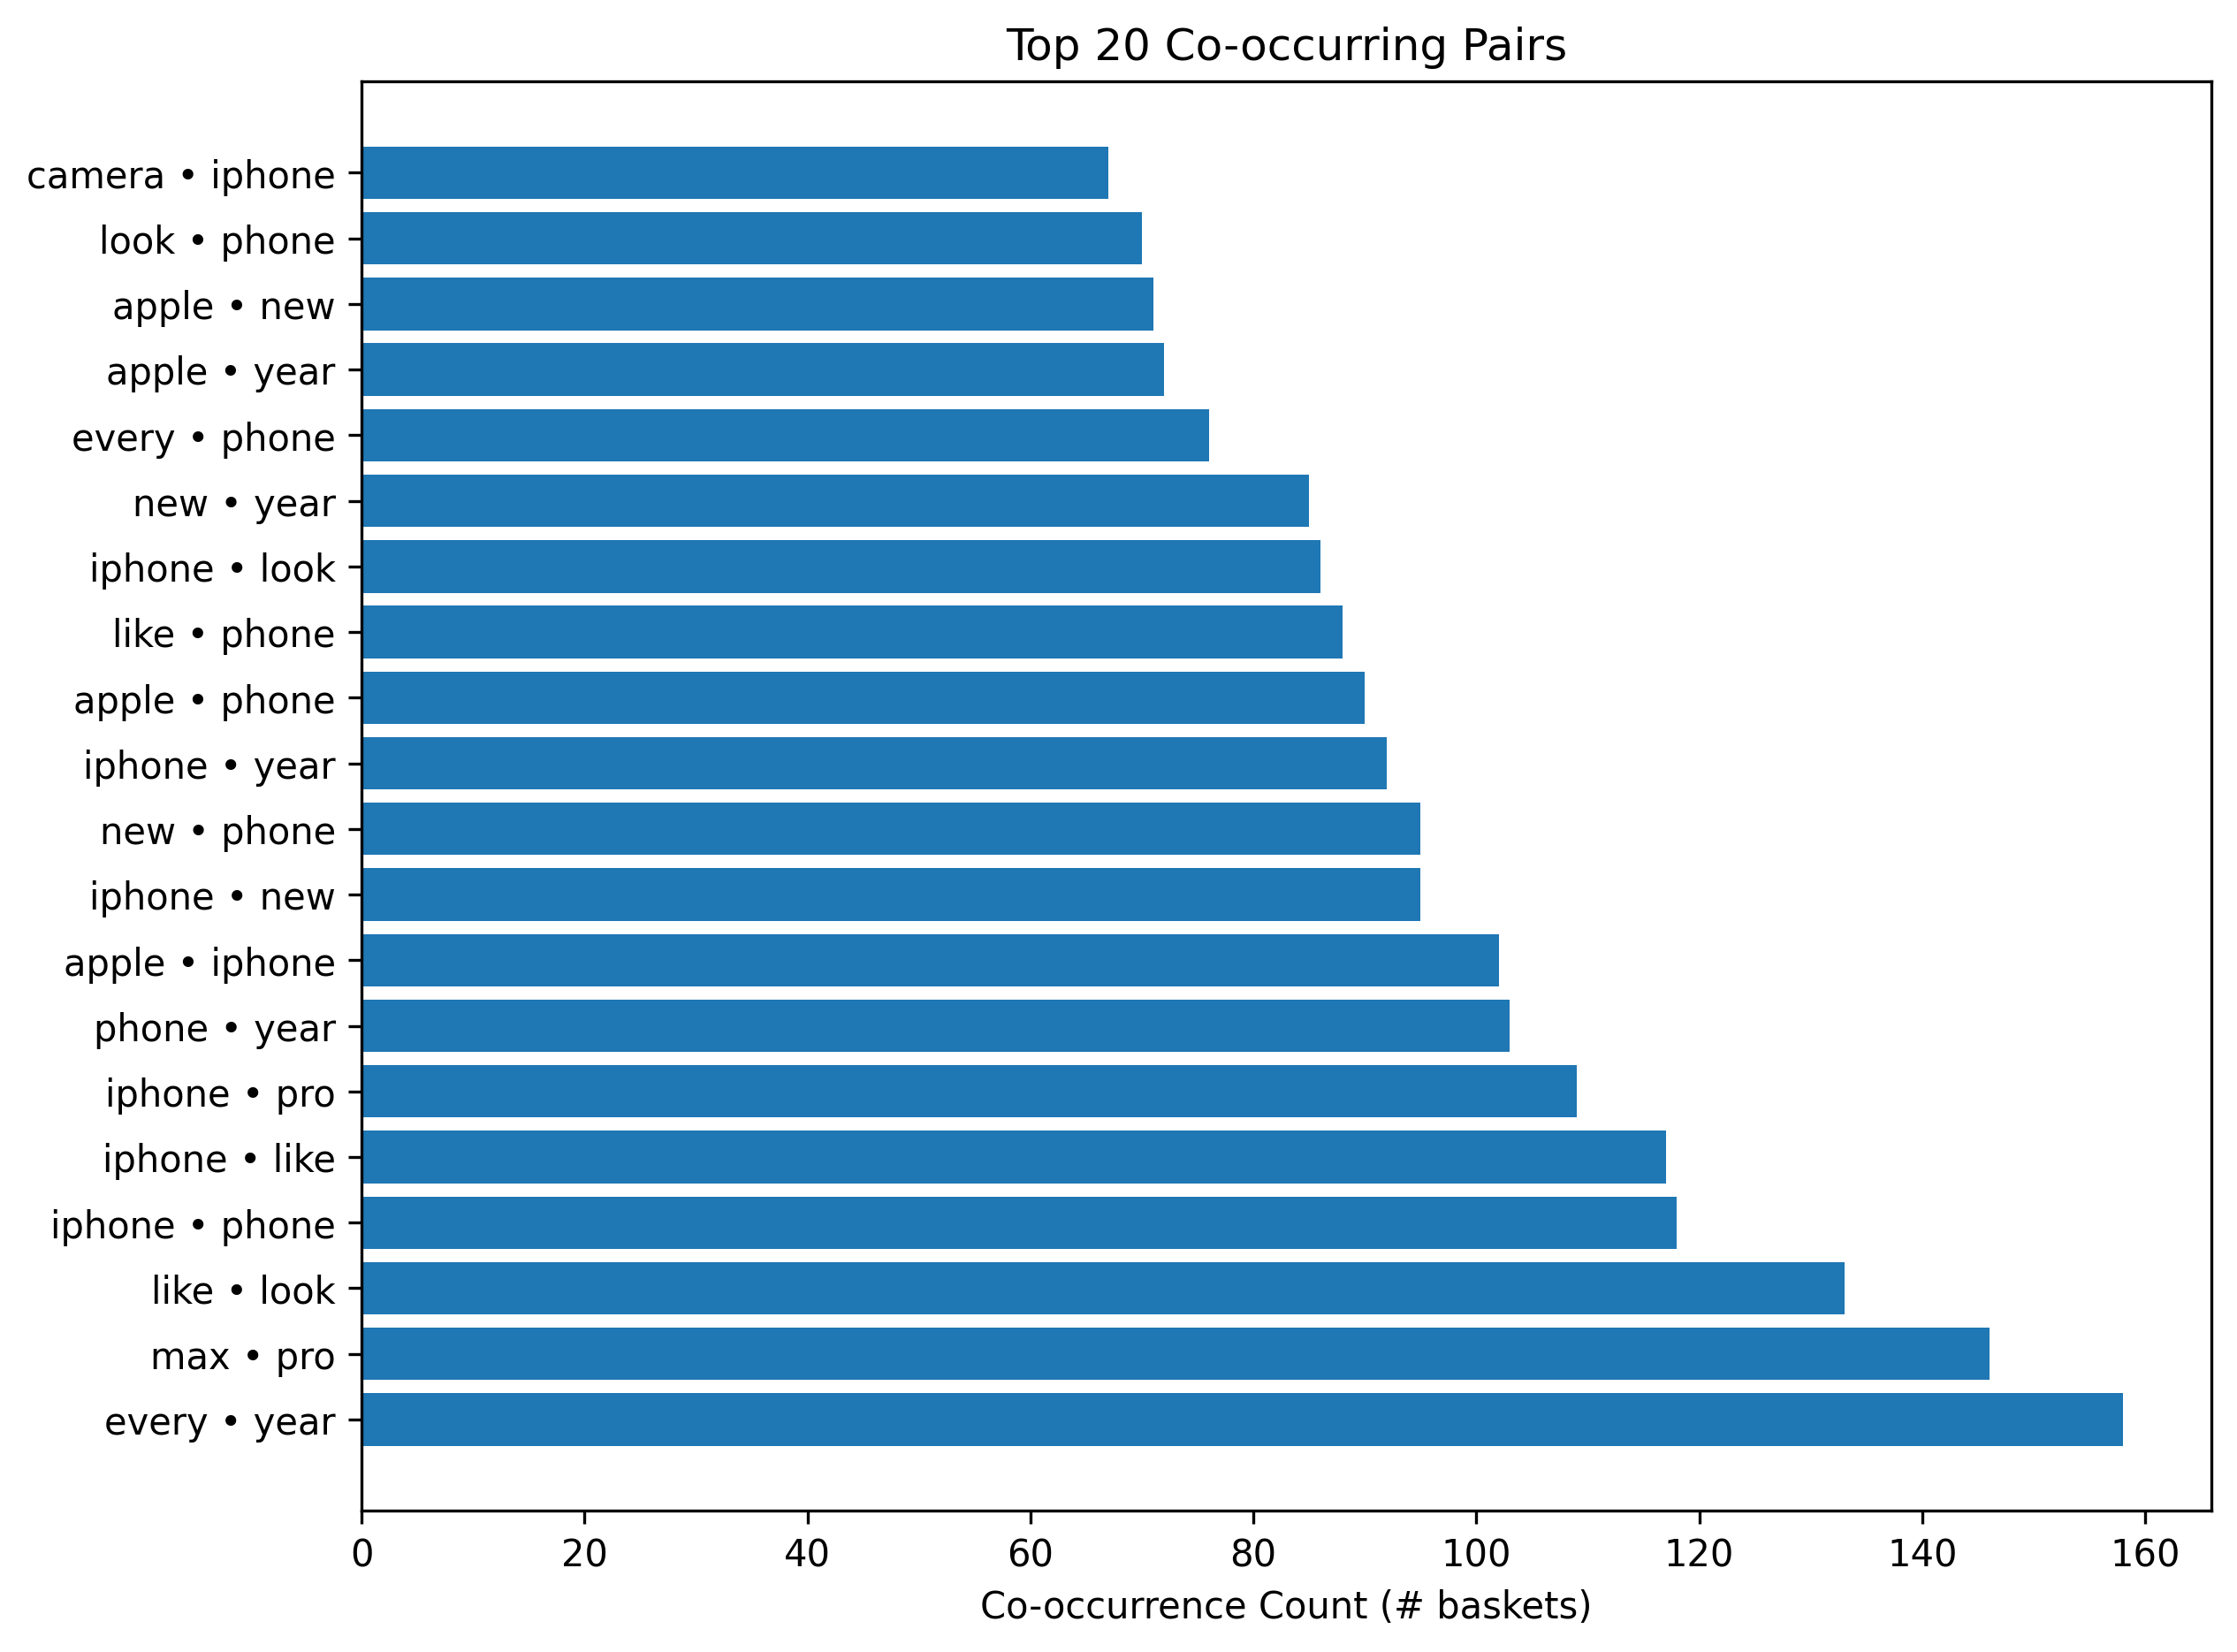 Top 20 Co-occurring Pairs
camera • iphone
look • phone
apple • new
apple • year
every • phone
new • year
iphone • look
like • phone
apple • phone
iphone • year
new • phone
iphone • new
apple • iphone
phone • year
iphone • pro
iphone • like
iphone • phone
like • look
max • pro
every • year
0 20 40 60 80 100 120 140 160
Co-occurrence Count (# baskets)